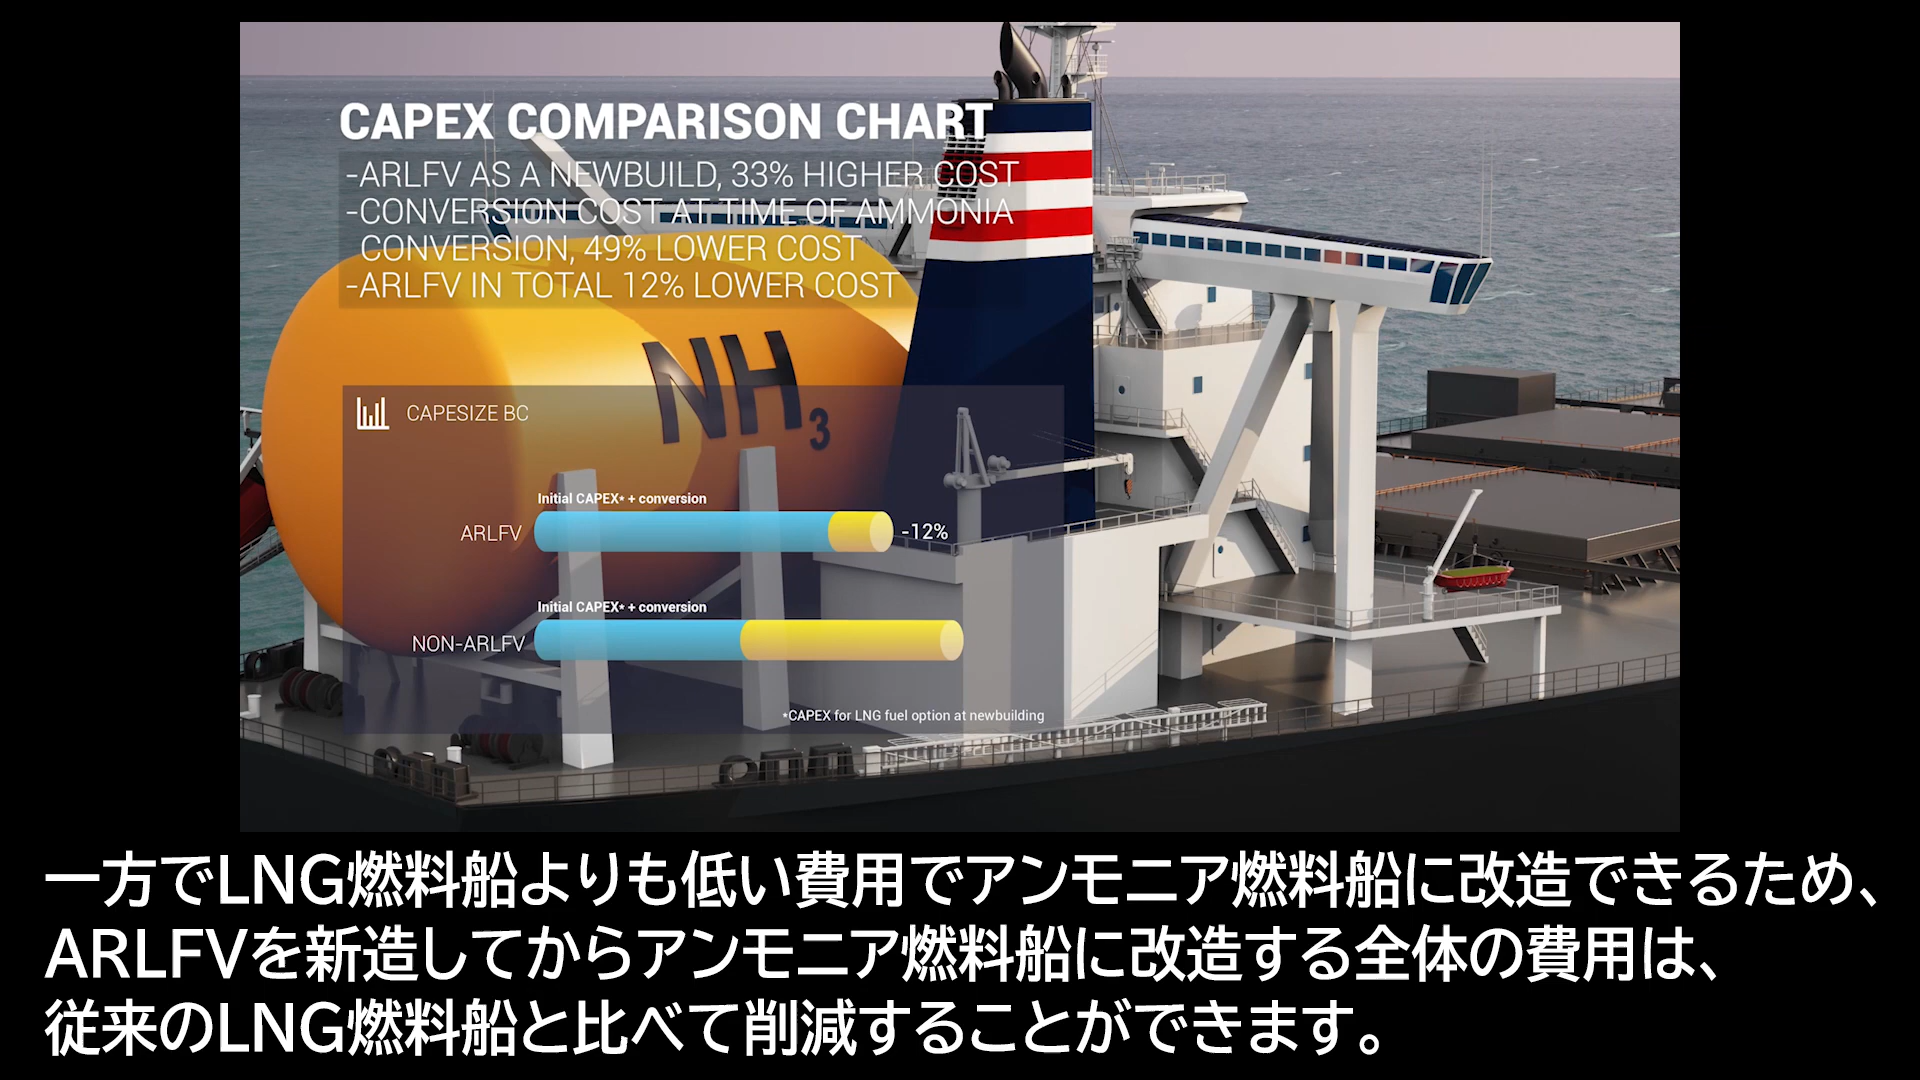 CAPEX COMPARISON CHART
-ARLFV AS A NEWBUILD, 33% HIGHER COST
-CONVERSION COST AT TIME OF AMMONIA
CONVERSION, 49% LOWER COST
-ARLFV IN TOTAL 12% LOWER COST
NH3
CAPESIZE BC
Initial CAPEX* + conversion
ARLFV -12%
Initial CAPEX* + conversion
NON-ARLFV
*CAPEX for LNG fuel option at newbuilding
一方でLNG燃料船よりも低い費用でアンモニア燃料船に改造できるため、
ARLFVを新造してからアンモニア燃料船に改造する全体の費用は、
従来のLNG燃料船と比べて削減することができます。